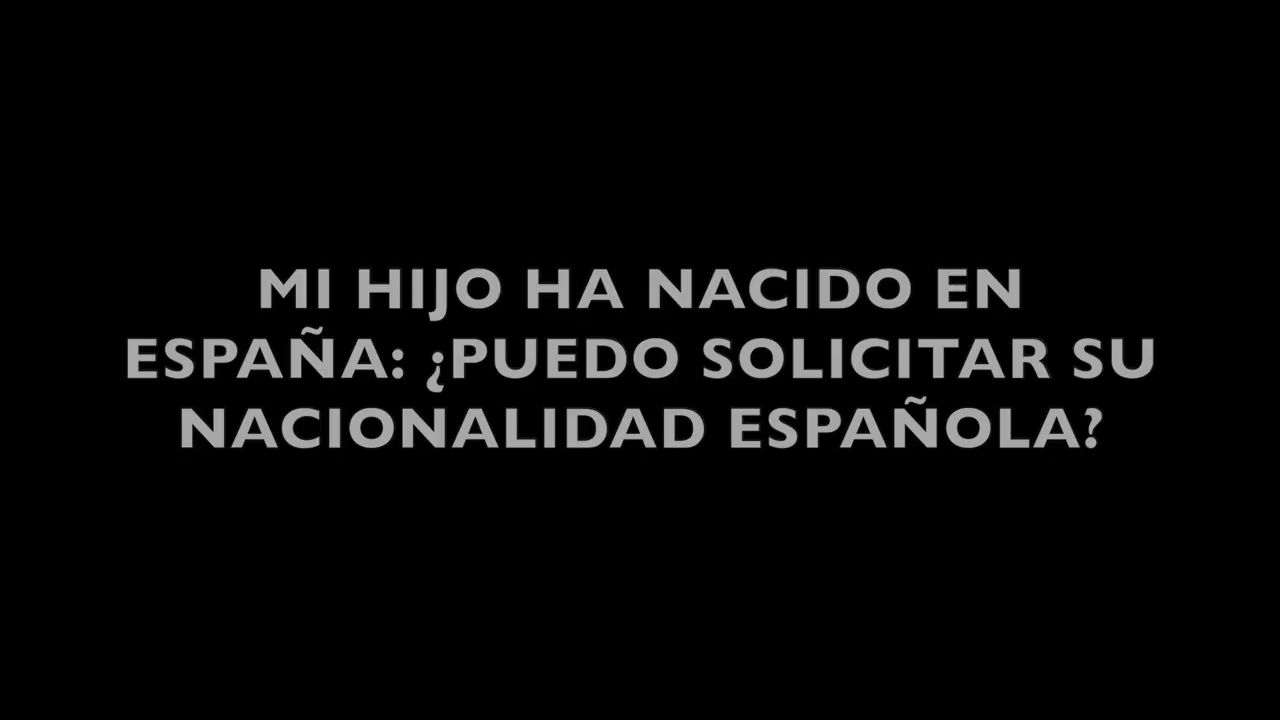 MI HIJO HA NACIDO EN
ESPAÑA: ¿PUEDO SOLICITAR SU
NACIONALIDAD ESPAÑOLA?